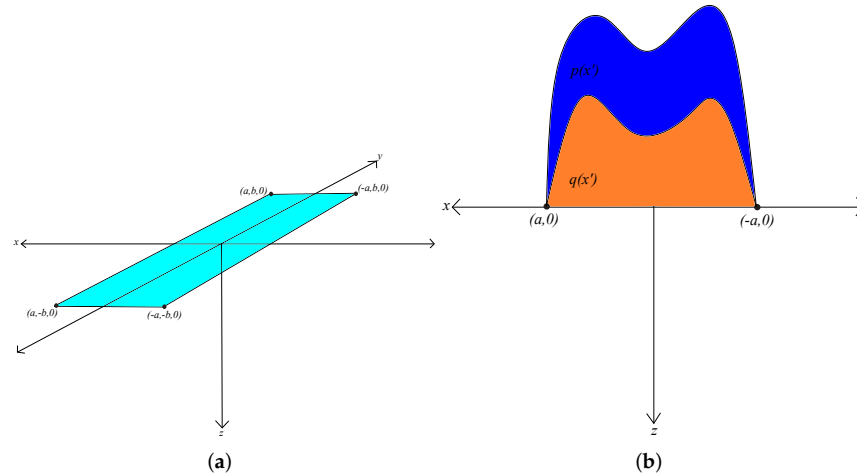 y
(a,b,0)
(-a,b,0)
x
(a,-b,0)
(-a,-b,0)
z
(a)
p(x')
q(x')
x
(a,0)
(-a,0)
z
(b)